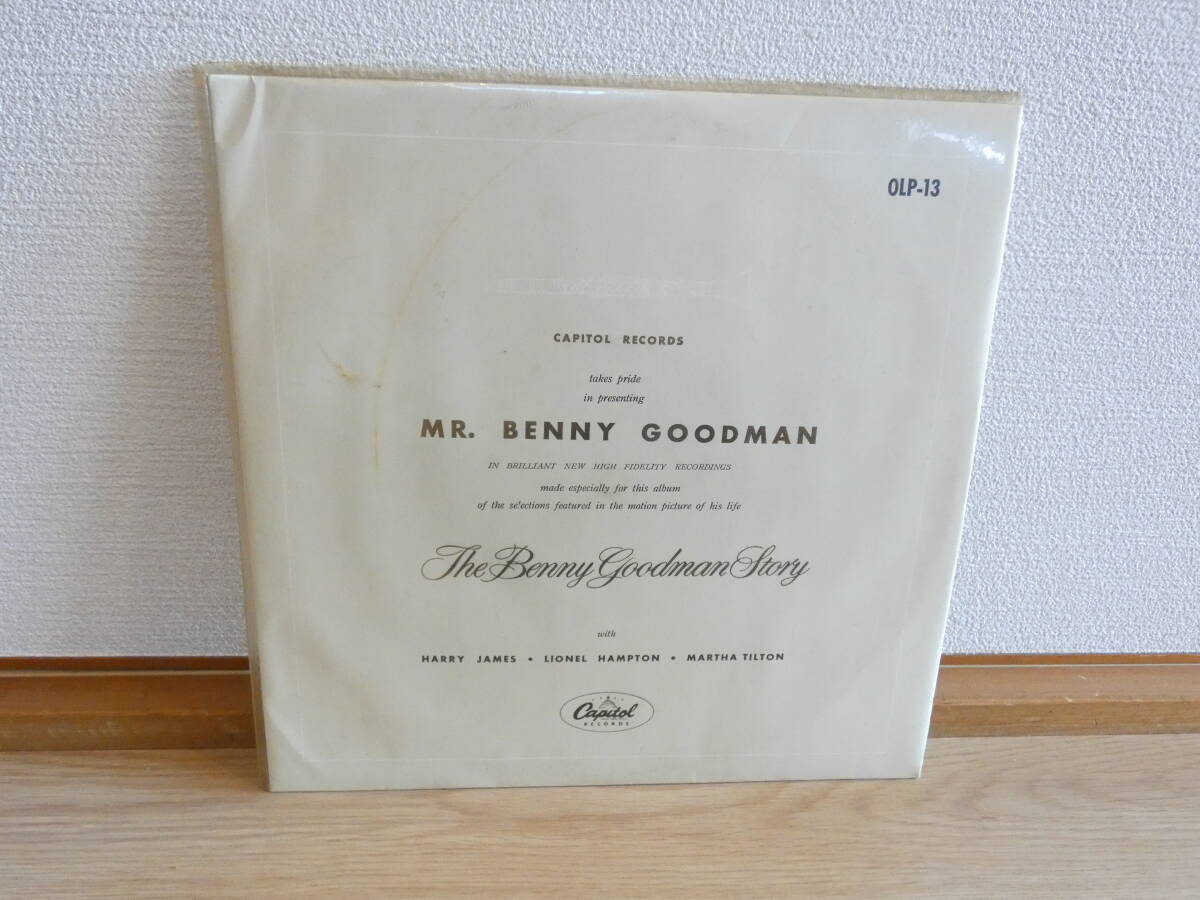 OLP-13
CAPITOL RECORDS
takes pride
in presenting
MR. BENNY GOODMAN
IN BRILLIANT NEW HIGH FIDELITY RECORDINGS
made especially for this album
of the selections featured in the motion picture of his life
The Benny Goodman Story
with
HARRY JAMES • LIONEL HAMPTON • MARTHA TILTON
Capitol
RECORDS